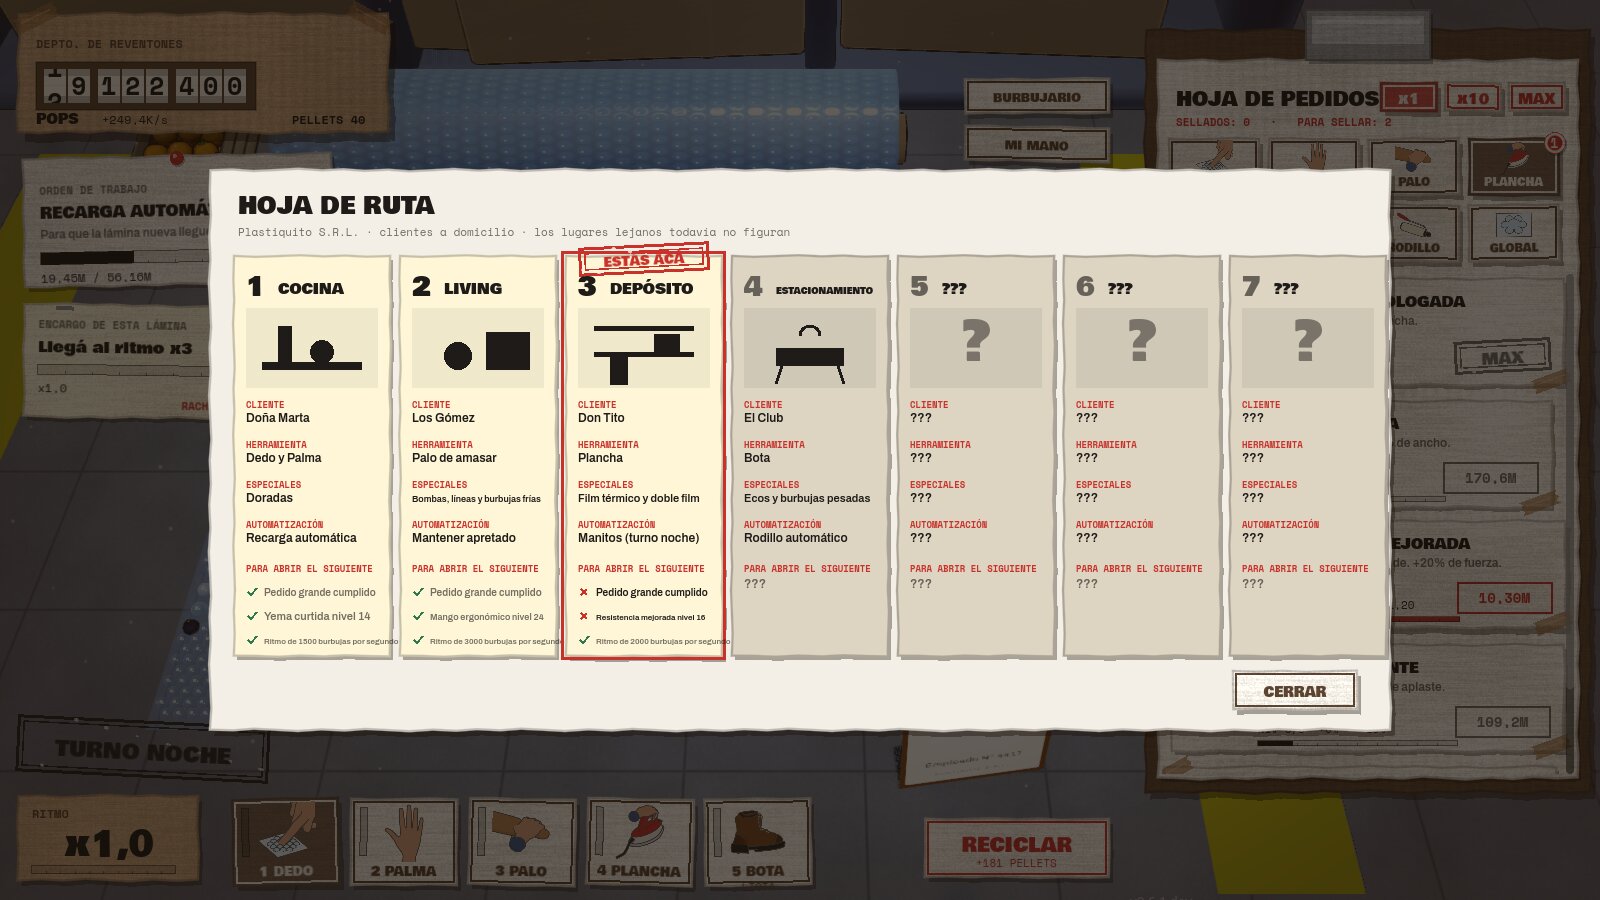 DEPTO. DE REVENTONES
9 122 400
POPS +249.4K/s PELLETS 40
BURBUJARIO
MI MANO
HOJA DE PEDIDOS x1 x10 MAX
SELLADOS: 0 · PARA SELLAR: 2
PALO
PLANCHA
1
GLOBAL
ORDEN DE TRABAJO
Para que la lámina nueva
19.45M / 56.16M
ENCARGO DE ESTA LÁMINA
Llegá al ritmo x3
x1.0
HOJA DE RUTA
Plastiquito S.R.L. · clientes a domicilio · los lugares lejanos todavia no figuran
ESTÁS ACÁ
1 COCINA
CLIENTE
Doña Marta
HERRAMIENTA
Dedo y Palma
ESPECIALES
Doradas
AUTOMATIZACIÓN
Recarga automática
PARA ABRIR EL SIGUIENTE
Pedido grande cumplido
Yema curtida nivel 14
Ritmo de 1500 burbujas por segundo
2 LIVING
CLIENTE
Los Gómez
HERRAMIENTA
Palo de amasar
ESPECIALES
Bombas, líneas y burbujas frías
AUTOMATIZACIÓN
Mantener apretado
PARA ABRIR EL SIGUIENTE
Pedido grande cumplido
Mango ergonómico nivel 24
Ritmo de 3000 burbujas por segundo
3 DEPÓSITO
CLIENTE
Don Tito
HERRAMIENTA
Plancha
ESPECIALES
Film térmico y doble film
AUTOMATIZACIÓN
Manitos (turno noche)
PARA ABRIR EL SIGUIENTE
Pedido grande cumplido
Resistencia mejorada nivel 16
Ritmo de 2000 burbujas por segundo
4 ESTACIONAMIENTO
CLIENTE
El Club
HERRAMIENTA
Bota
ESPECIALES
Ecos y burbujas pesadas
AUTOMATIZACIÓN
Rodillo automático
PARA ABRIR EL SIGUIENTE
???
5 ???
?
CLIENTE
???
HERRAMIENTA
???
ESPECIALES
???
AUTOMATIZACIÓN
???
PARA ABRIR EL SIGUIENTE
???
6 ???
?
CLIENTE
???
HERRAMIENTA
???
ESPECIALES
???
AUTOMATIZACIÓN
???
PARA ABRIR EL SIGUIENTE
???
7 ???
?
CLIENTE
???
HERRAMIENTA
???
ESPECIALES
???
AUTOMATIZACIÓN
???
PARA ABRIR EL SIGUIENTE
???
CERRAR
MAX
de ancho.
170,6M
de. +20% de fuerza.
10,30M
aplaste.
109,2M
TURNO NOCHE
RITMO
x1,0
1 DEDO
2 PALMA
3 PALO
4 PLANCHA
5 BOTA
RECICLAR
+181 PELLETS